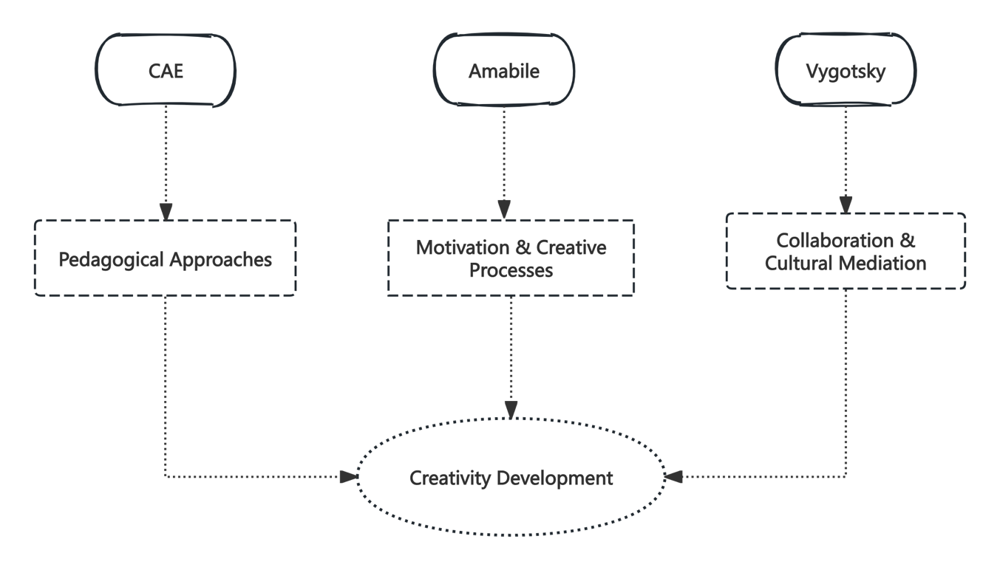 CAE
Amabile
Vygotsky
Pedagogical Approaches
Motivation & Creative
Processes
Collaboration &
Cultural Mediation
Creativity Development